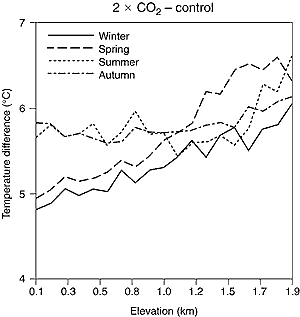 2 × CO₂ – control
Winter
Spring
Summer
Autumn
7
6
5
4
Temperature difference (°C)
0.1 0.3 0.5 0.8 1.0 1.2 1.5 1.7 1.9
Elevation (km)